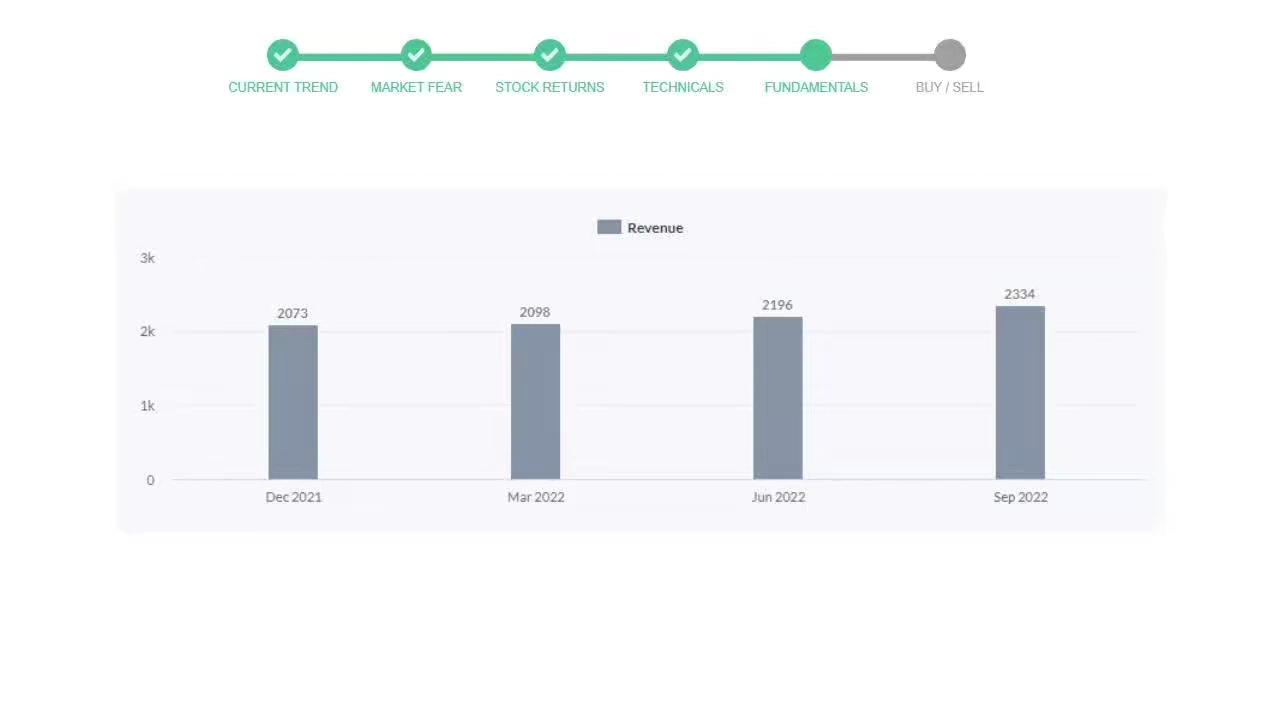 CURRENT TREND MARKET FEAR STOCK RETURNS TECHNICALS FUNDAMENTALS BUY / SELL
Revenue
3k
2334
2196
2073 2098
2k
1k
0
Dec 2021 Mar 2022 Jun 2022 Sep 2022